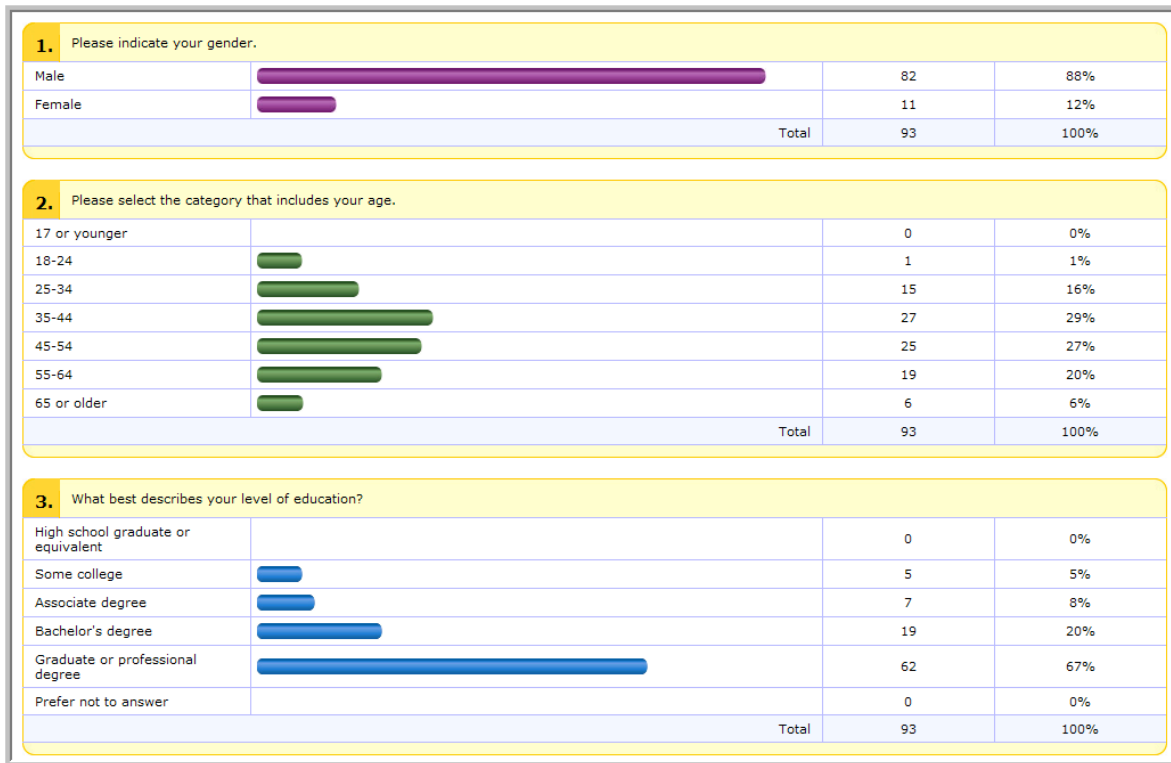 1. Please indicate your gender.
Male 82 88%
Female 11 12%
Total 93 100%
2. Please select the category that includes your age.
17 or younger 0 0%
18-24 1 1%
25-34 15 16%
35-44 27 29%
45-54 25 27%
55-64 19 20%
65 or older 6 6%
Total 93 100%
3. What best describes your level of education?
High school graduate or
equivalent 0 0%
Some college 5 5%
Associate degree 7 8%
Bachelor's degree 19 20%
Graduate or professional
degree 62 67%
Prefer not to answer 0 0%
Total 93 100%